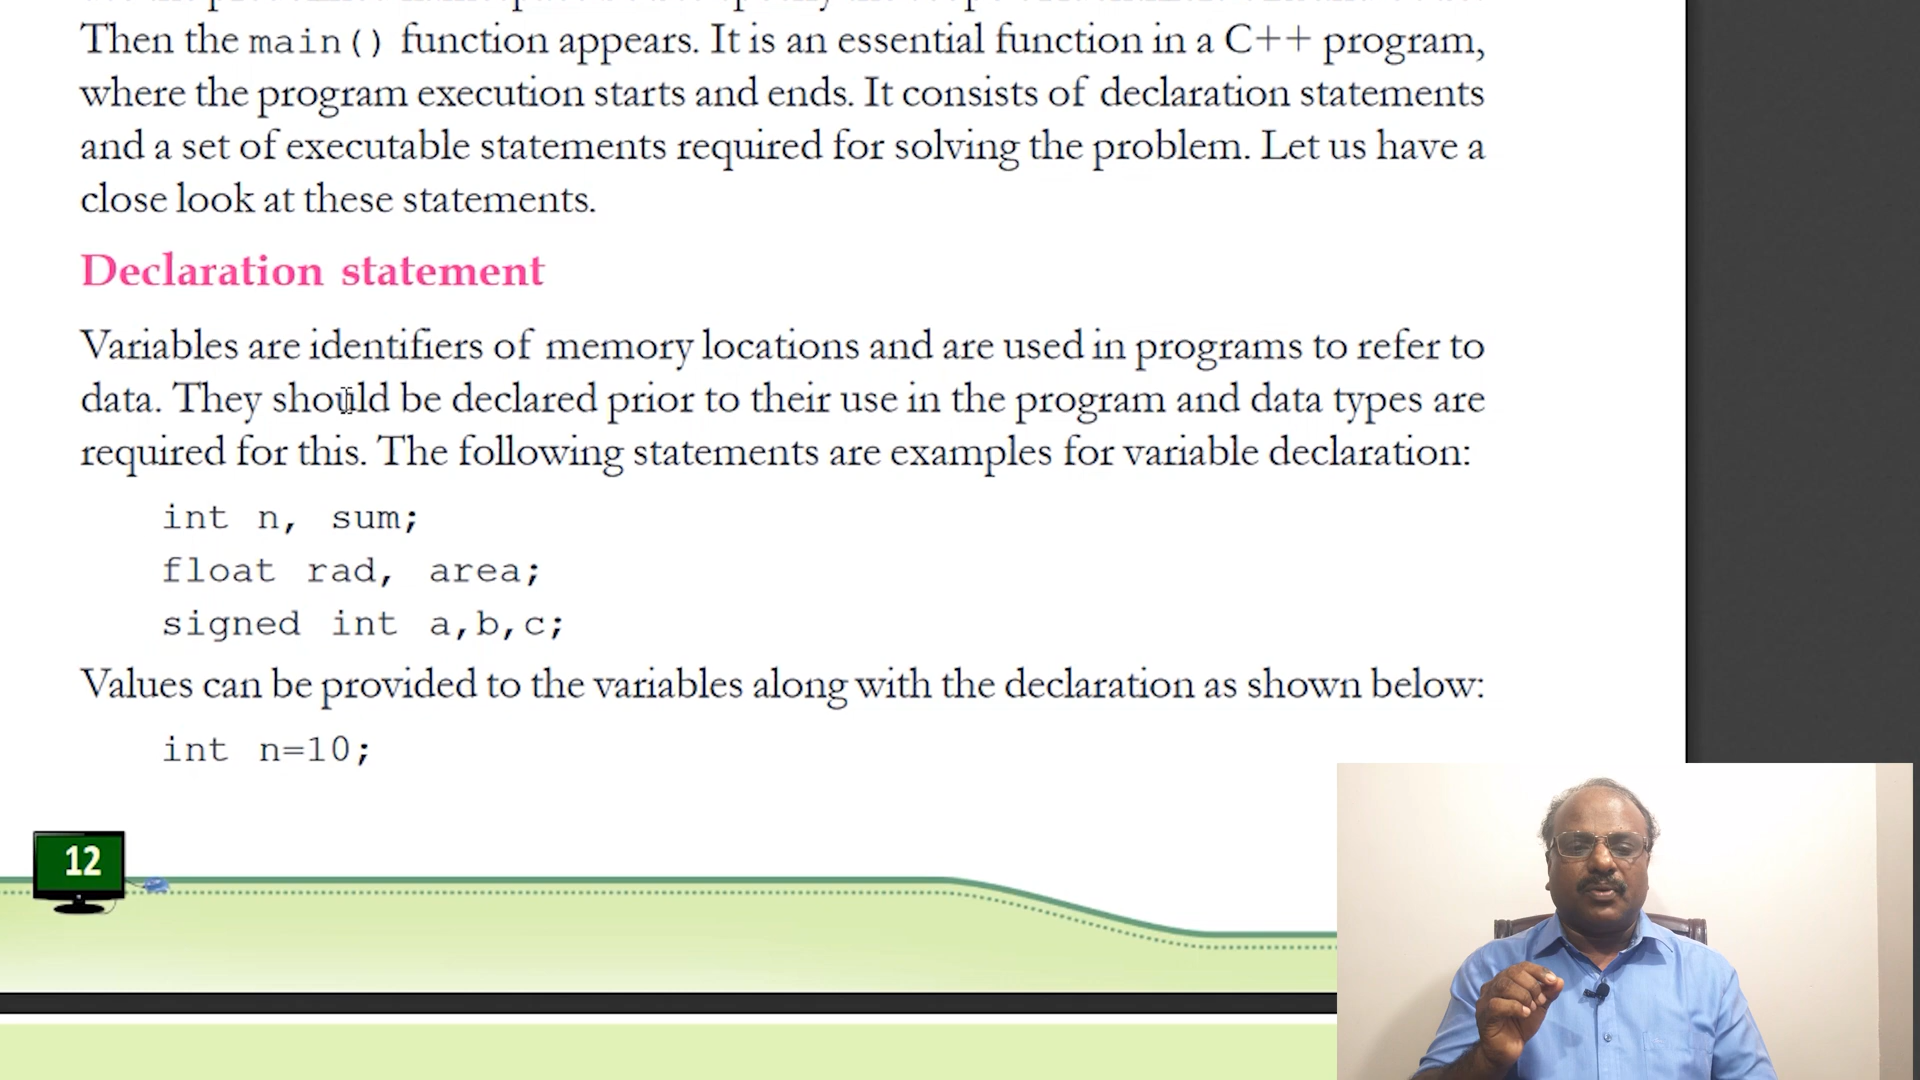 Then the main() function appears. It is an essential function in a C++ program,
where the program execution starts and ends. It consists of declaration statements
and a set of executable statements required for solving the problem. Let us have a
close look at these statements.
Declaration statement
Variables are identifiers of memory locations and are used in programs to refer to
data. They should be declared prior to their use in the program and data types are
required for this. The following statements are examples for variable declaration:
int n, sum;
float rad, area;
signed int a,b,c;
Values can be provided to the variables along with the declaration as shown below:
int n=10;
12